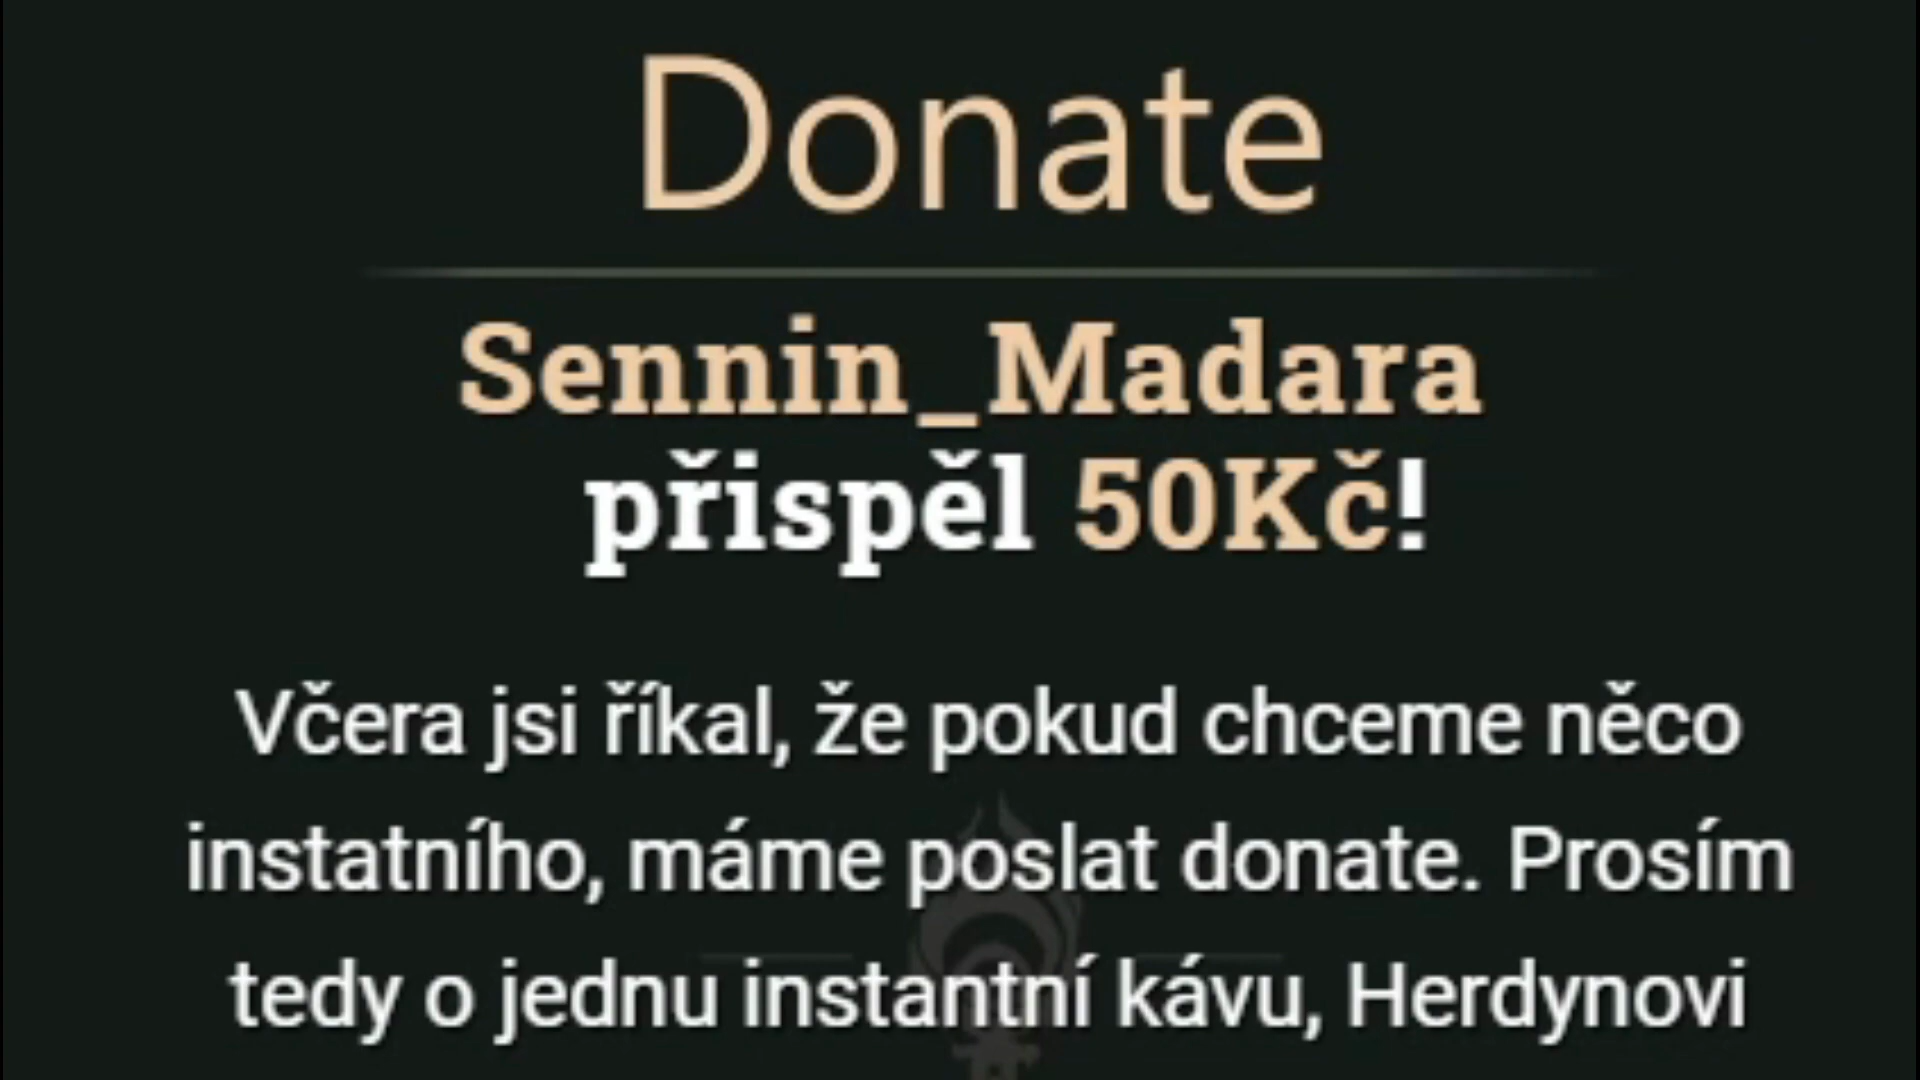 Donate
Sennin_Madara
přispěl 50Kč!
Včera jsi říkal, že pokud chceme něco
instatního, máme poslat donate. Prosím
tedy o jednu instantní kávu, Herdynovi